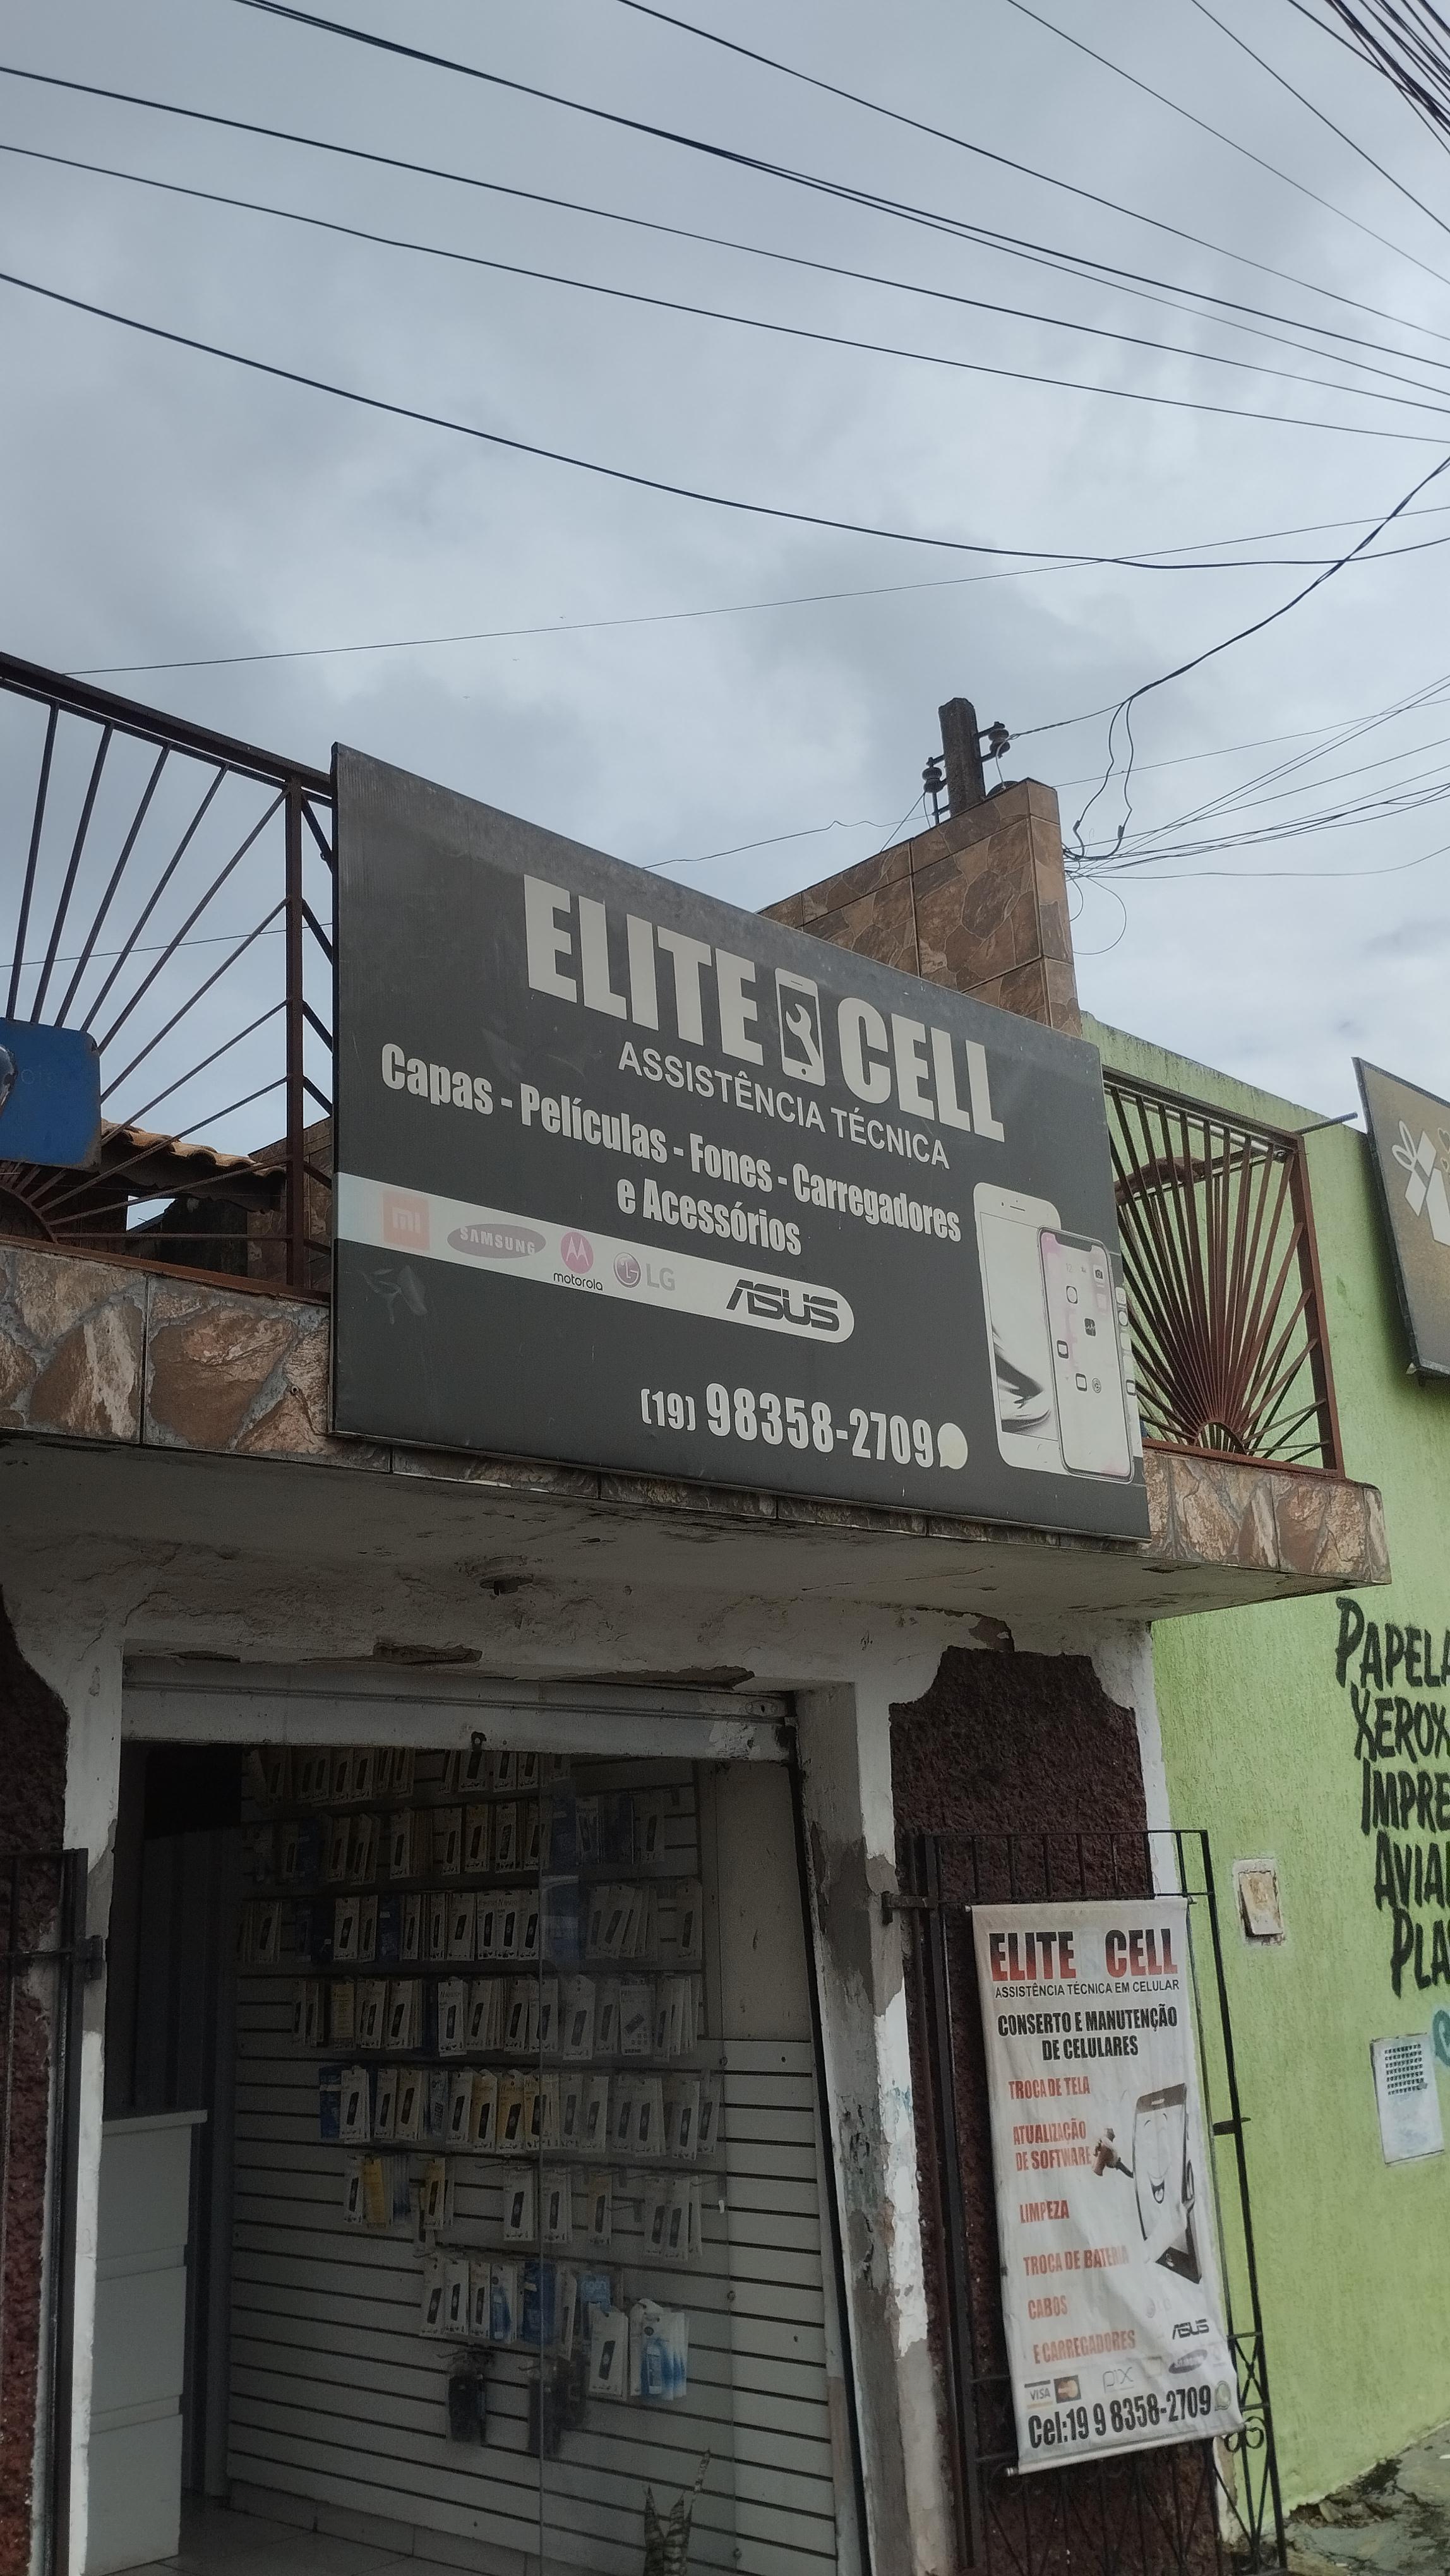 ELITE CELL
ASSISTÊNCIA TÉCNICA
Capas - Películas - Fones - Carregadores
e Acessórios
mi SAMSUNG motorola LG ASUS
(19) 98358-2709
PAPELA
XEROX
IMPRE
AVIA
PLA
ELITE CELL
ASSISTÊNCIA TÉCNICA EM CELULAR
CONSERTO E MANUTENÇÃO
DE CELULARES
TROCA DE TELA
ATUALIZAÇÃO
DE SOFTWARE
LIMPEZA
TROCA DE BATERIA
CABOS
E CARREGADORES
ASUS
VISA pix
Cel:19 9 8358-2709